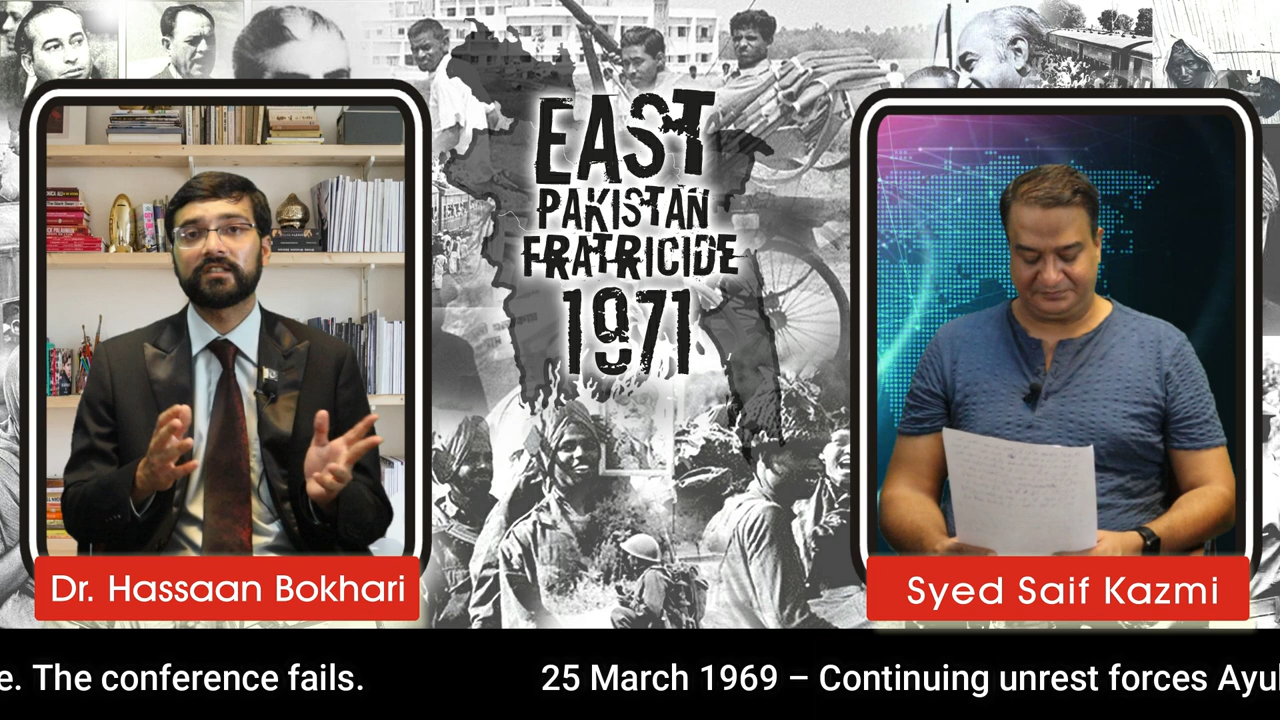 EAST
PAKISTAN
FRATRICIDE
1971
Dr. Hassaan Bokhari
Syed Saif Kazmi
e. The conference fails.
25 March 1969 – Continuing unrest forces Ayu